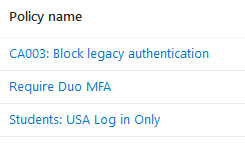 Policy name
CA003: Block legacy authentication
Require Duo MFA
Students: USA Log in Only